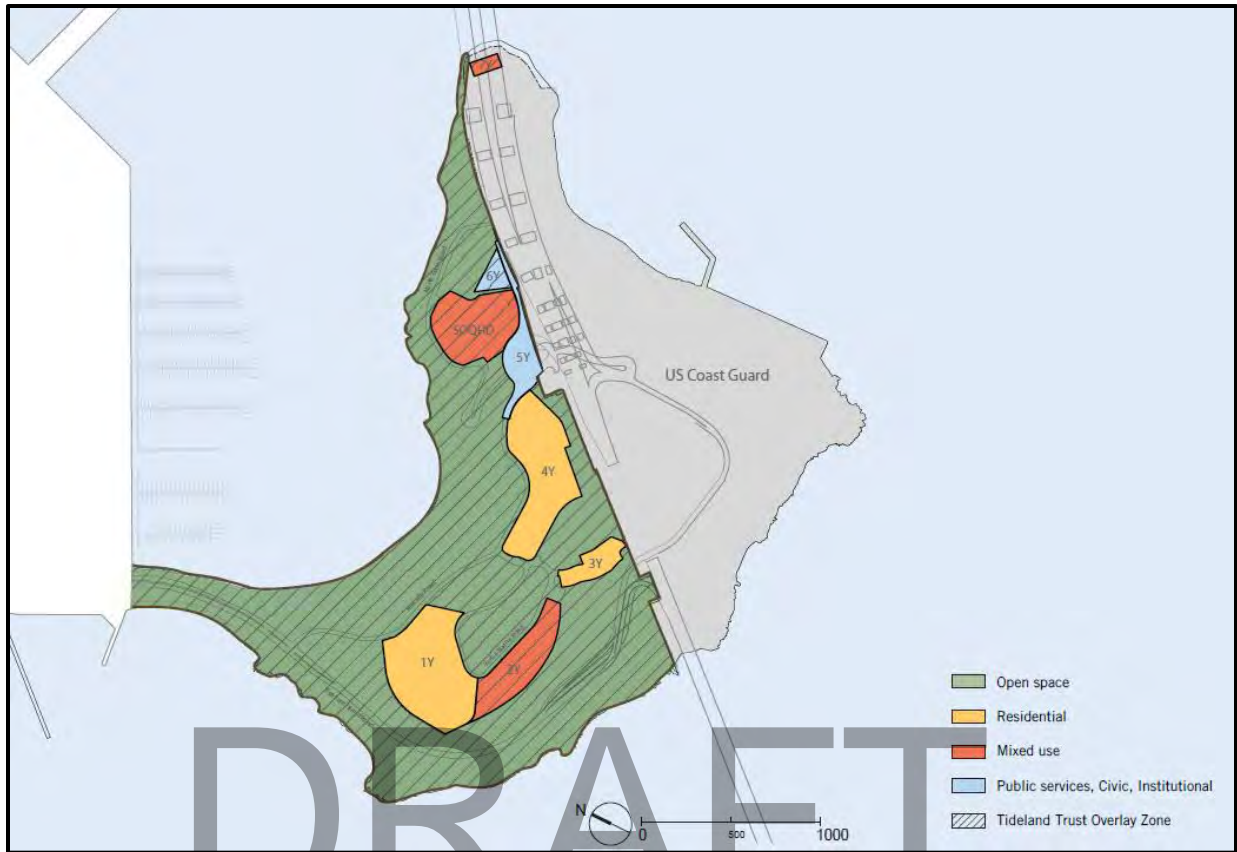 6Y
SOQHD
5Y
US Coast Guard
4Y
3Y
1Y
2Y
Open space
Residential
Mixed use
Public services, Civic, Institutional
Tideland Trust Overlay Zone
N
0
500
1000
DRAFT